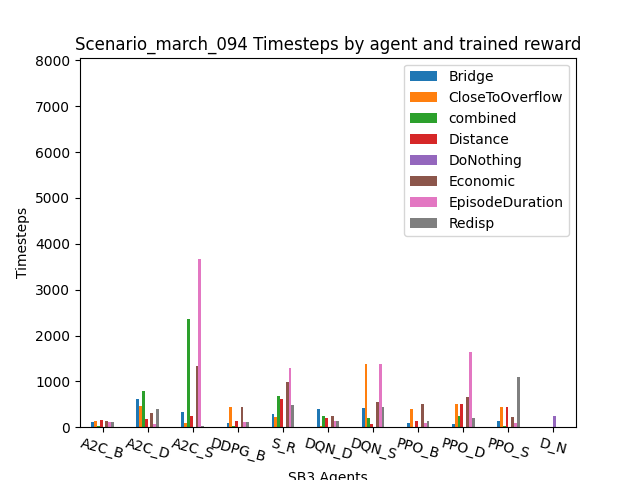 Scenario_march_094 Timesteps by agent and trained reward
8000
7000
6000
5000
4000
3000
2000
1000
0
Timesteps
Bridge
CloseToOverflow
combined
Distance
DoNothing
Economic
EpisodeDuration
Redisp
A2C_B
A2C_D
A2C_S
DDPG_B
S_R
DQN_D
DQN_S
PPO_B
PPO_D
PPO_S
D_N
SB3 Agents